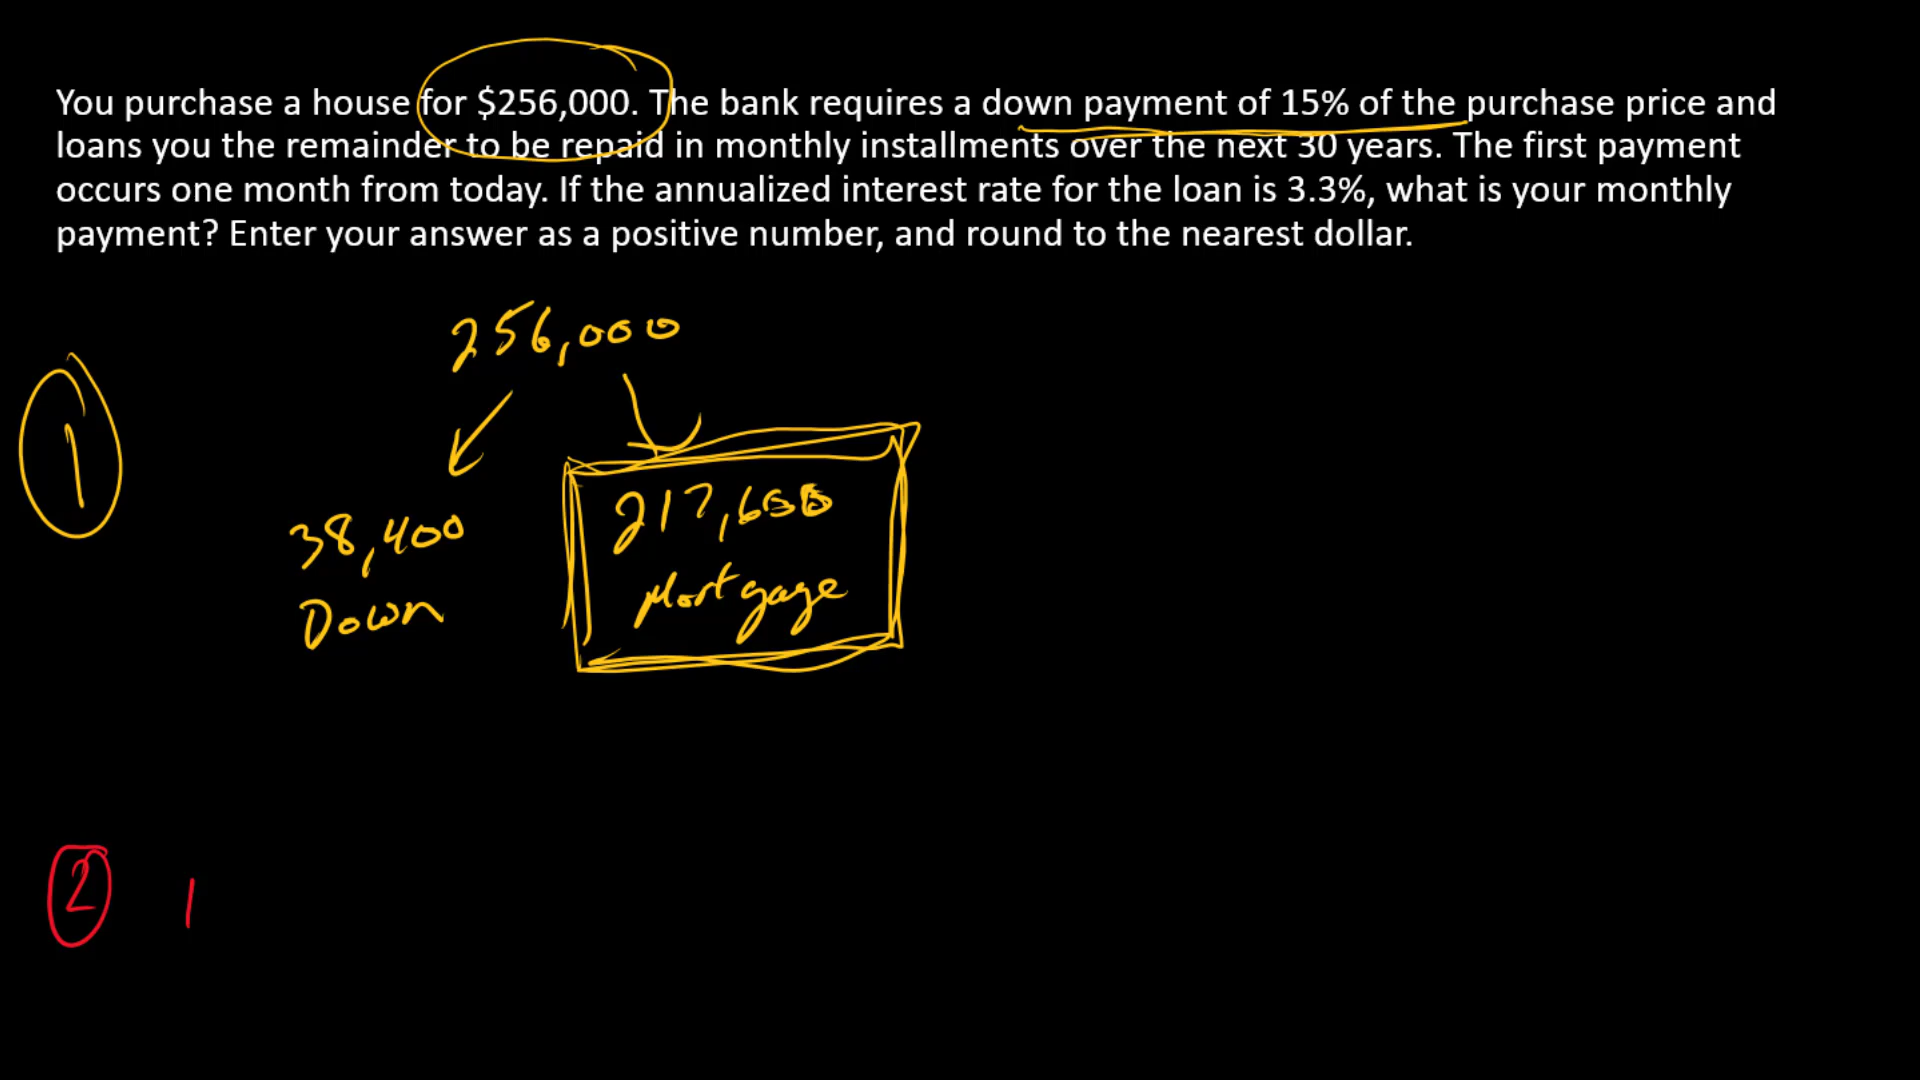 You purchase a house for $256,000. The bank requires a down payment of 15% of the purchase price and
loans you the remainder to be repaid in monthly installments over the next 30 years. The first payment
occurs one month from today. If the annualized interest rate for the loan is 3.3%, what is your monthly
payment? Enter your answer as a positive number, and round to the nearest dollar.
256,000
1
217,600
38,400
Mortgage
Down
2 1